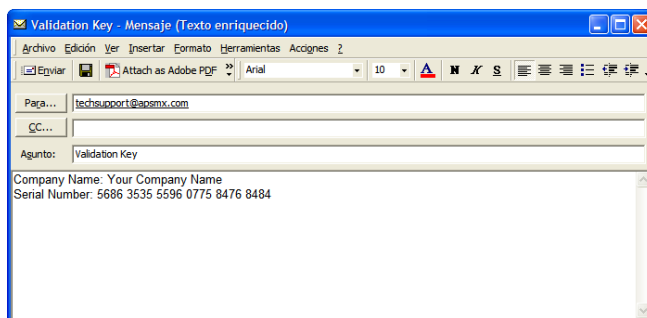 Validation Key - Mensaje (Texto enriquecido)
Archivo Edición Ver Insertar Formato Herramientas Acciones ?
Enviar Attach as Adobe PDF » Arial 10 A N K S
Para... techsupport@apsmx.com
CC...
Asunto: Validation Key
Company Name: Your Company Name
Serial Number: 5686 3535 5596 0775 8476 8484